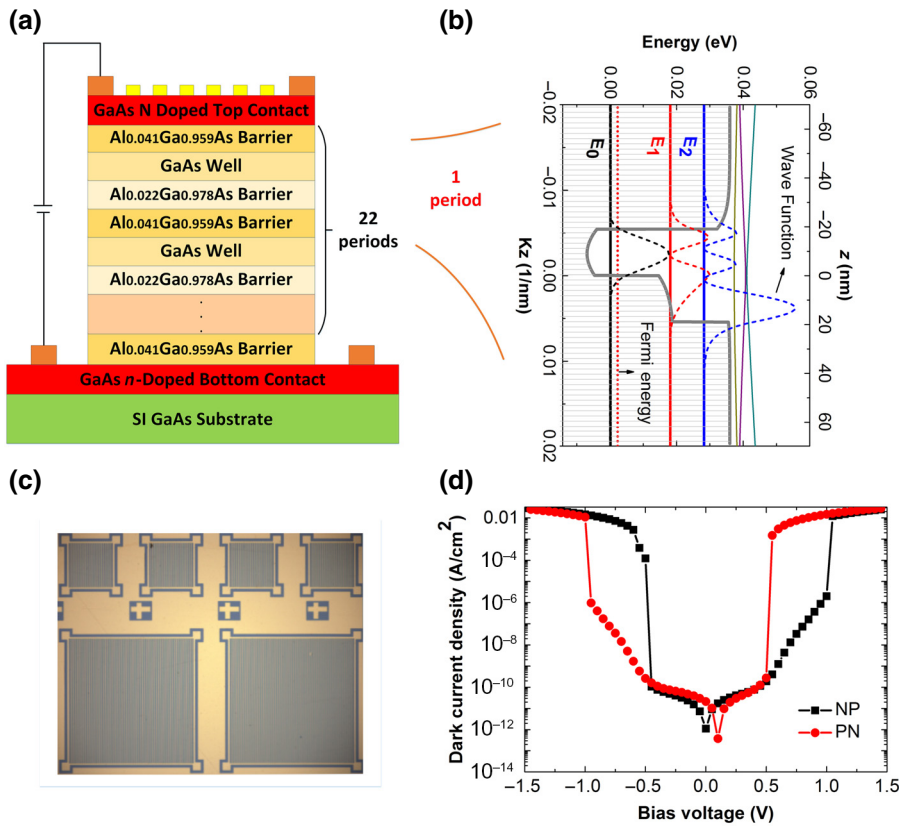 (a)
GaAs N Doped Top Contact
Al0.041Ga0.959As Barrier
GaAs Well
Al0.022Ga0.978As Barrier
Al0.041Ga0.959As Barrier
GaAs Well
Al0.022Ga0.978As Barrier
Al0.041Ga0.959As Barrier
GaAs n-Doped Bottom Contact
SI GaAs Substrate
22
periods
1
period
(b)
Energy (eV)
0.00
0.02
0.04
0.06
−0.02
−0.01
0.00
0.01
0.02
Kz (1/nm)
−60
−40
−20
0
20
40
60
z (nm)
E0
E1
E2
Wave Function
Fermi
energy
(c)
(d)
Dark current density (A/cm²)
0.01
10⁻⁴
10⁻⁶
10⁻⁸
10⁻¹⁰
10⁻¹²
10⁻¹⁴
NP
PN
−1.5 −1.0 −0.5 0.0 0.5 1.0 1.5
Bias voltage (V)